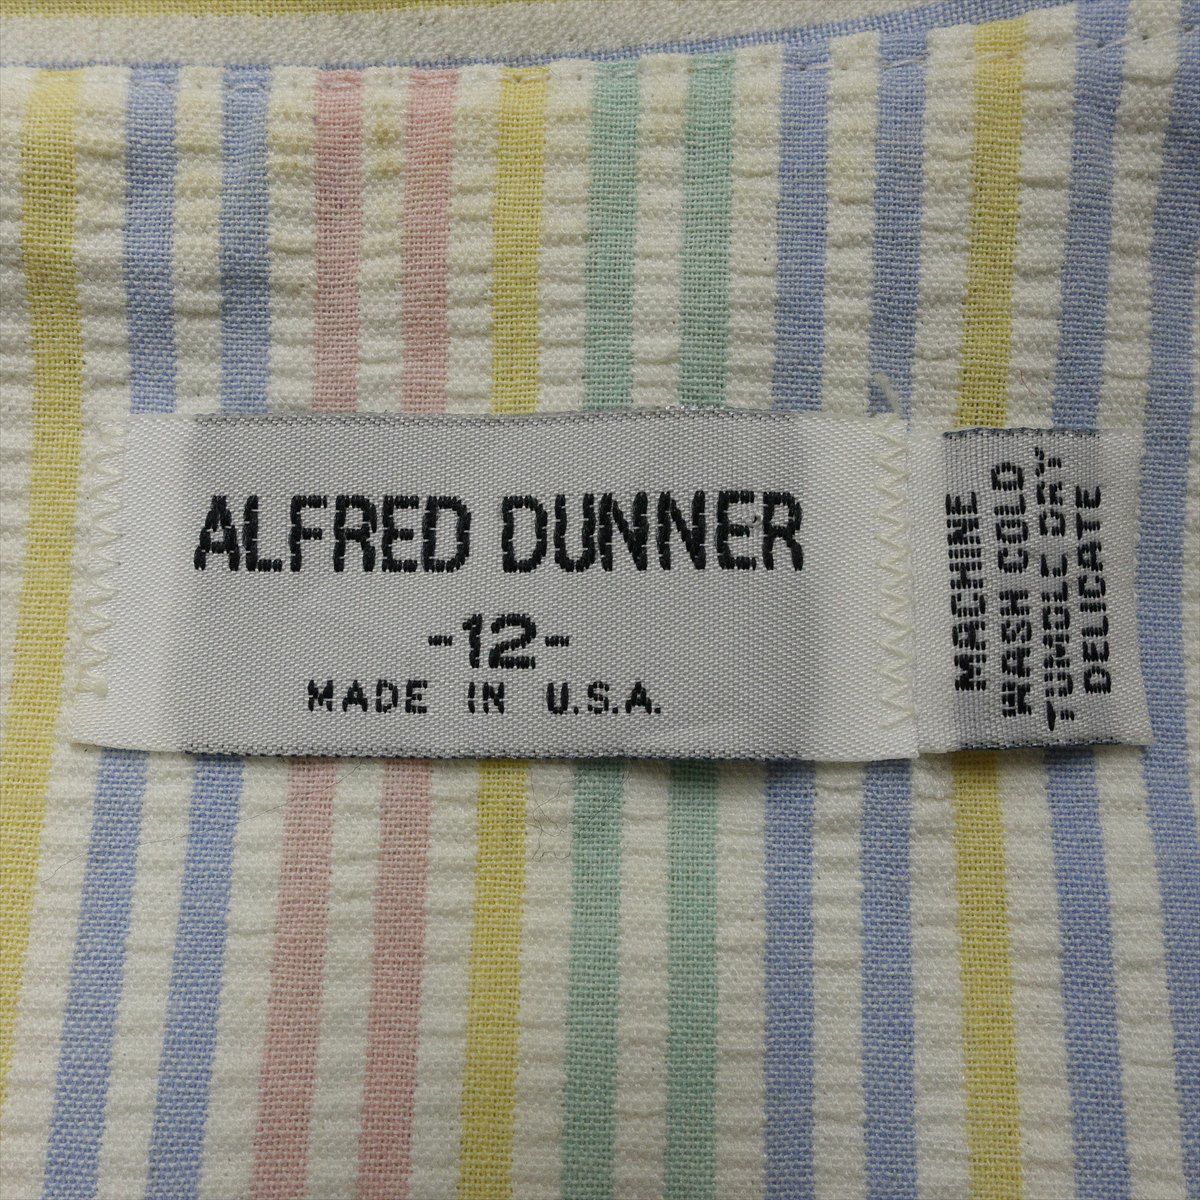 ALFRED DUNNER
-12-
MADE IN U.S.A.
MACHINE
WASH COLD
TUMBLE DRY
DELICATE